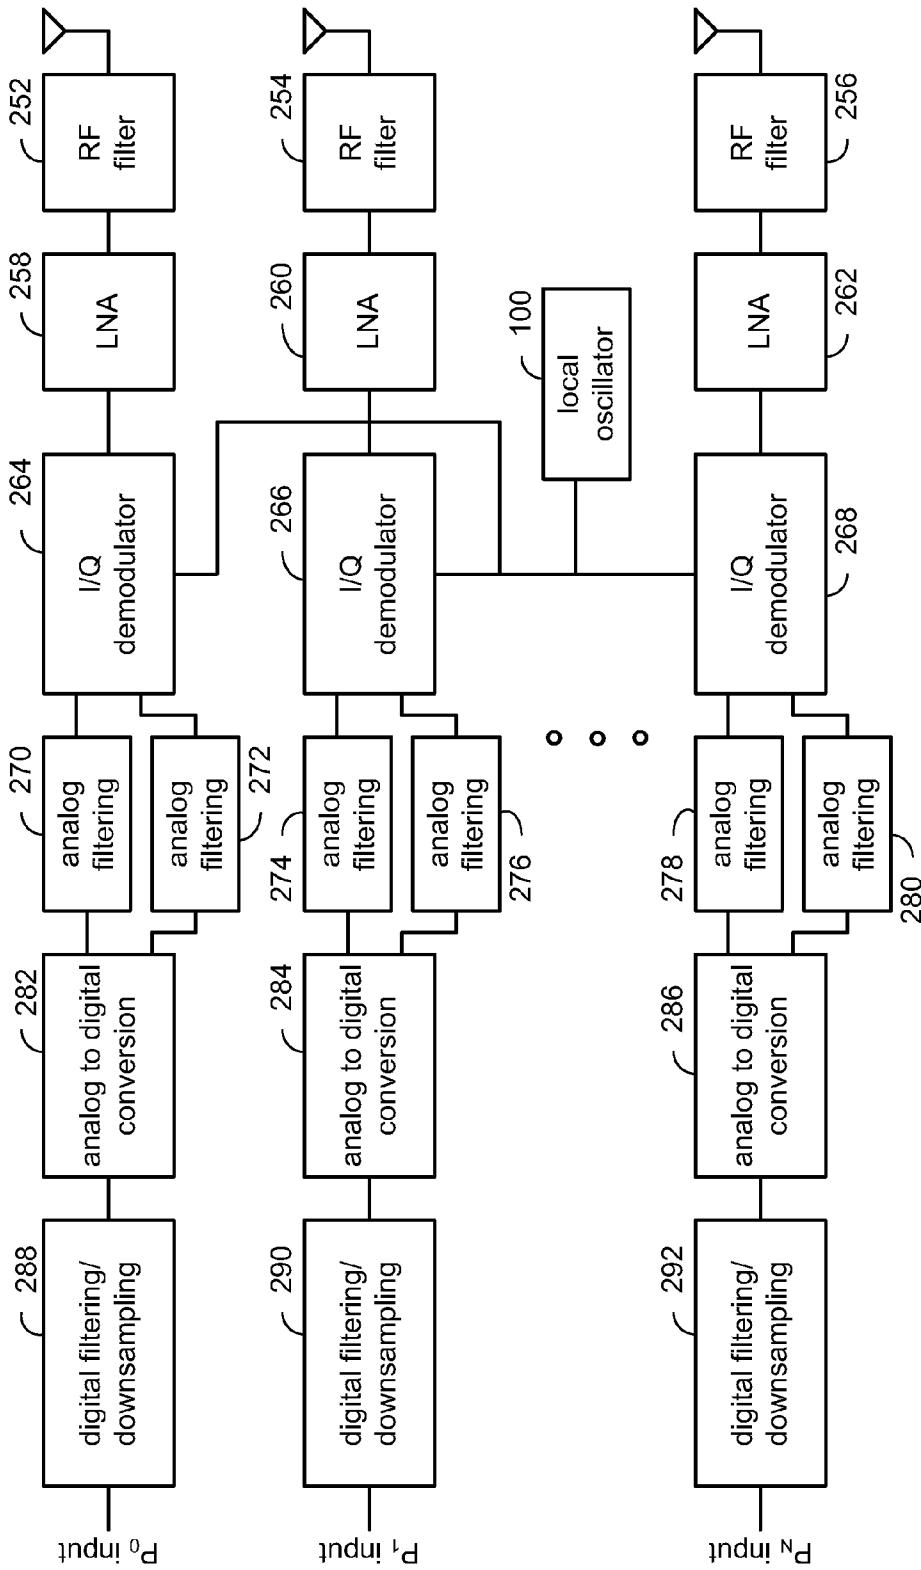 252
RF
filter
258
LNA
264
I/Q
demodulator
270
analog
filtering
analog
filtering
272
282
analog to digital
conversion
288
digital filtering/
downsampling
P0 input
254
RF
filter
260
LNA
266
I/Q
demodulator
274
analog
filtering
analog
filtering
276
284
analog to digital
conversion
290
digital filtering/
downsampling
P1 input
100
local
oscillator
RF
filter
256
LNA
262
I/Q
demodulator
268
278
analog
filtering
analog
filtering
280
286
analog to digital
conversion
292
digital filtering/
downsampling
PN input